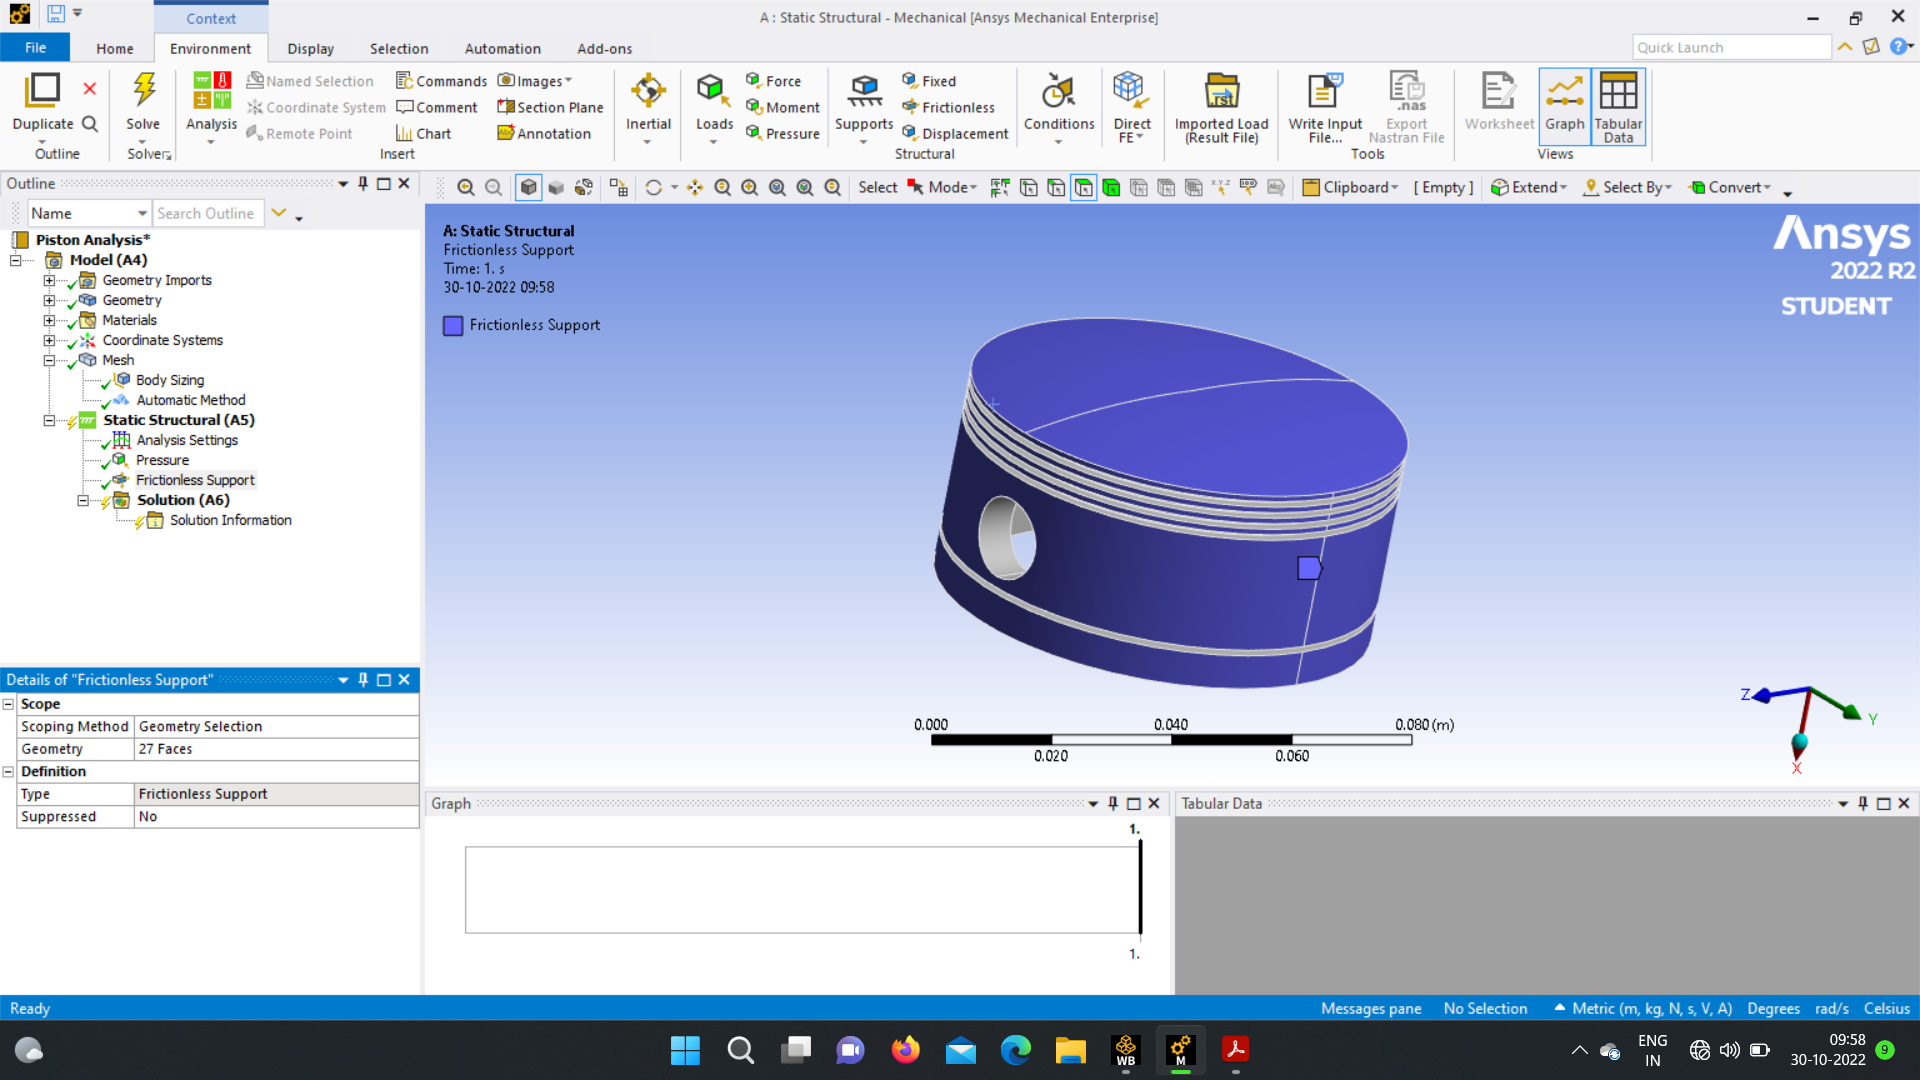 Context
A : Static Structural - Mechanical [Ansys Mechanical Enterprise]
File
Home
Environment
Display
Selection
Automation
Add-ons
Quick Launch
Duplicate
Outline
Solve
Solver
Analysis
Named Selection
Coordinate System
Remote Point
Commands
Comment
Chart
Images
Section Plane
Annotation
Insert
Inertial
Loads
Force
Moment
Pressure
Supports
Fixed
Frictionless
Displacement
Structural
Conditions
Direct
FE
.rst
Imported Load
(Result File)
Write Input
File...
.nas
Export
Nastran File
Tools
Worksheet
Graph
Tabular
Data
Views
Outline
Name
Search Outline
Select
Mode
Clipboard
[ Empty ]
Extend
Select By
Convert
Piston Analysis*
Model (A4)
Geometry Imports
Geometry
Materials
Coordinate Systems
Mesh
Body Sizing
Automatic Method
Static Structural (A5)
Analysis Settings
Pressure
Frictionless Support
Solution (A6)
Solution Information
A: Static Structural
Frictionless Support
Time: 1. s
30-10-2022 09:58
Frictionless Support
Ansys
2022 R2
STUDENT
0.000
0.040
0.080 (m)
0.020
0.060
Z
Y
X
Details of "Frictionless Support"
Scope
Scoping Method Geometry Selection
Geometry 27 Faces
Definition
Type Frictionless Support
Suppressed No
Graph
1.
1.
Tabular Data
Ready
Messages pane
No Selection
Metric (m, kg, N, s, V, A)
Degrees
rad/s
Celsius
WB
M
ENG
IN
09:58
30-10-2022
9